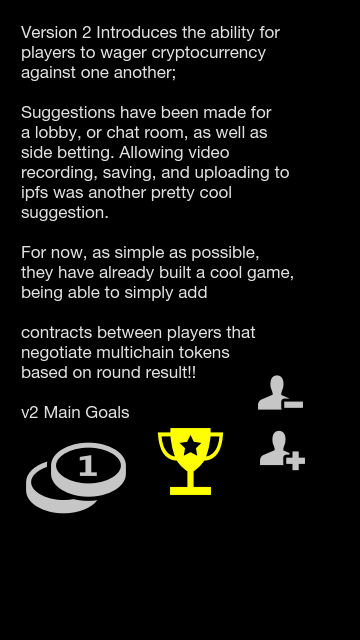 Version 2 Introduces the ability for
players to wager cryptocurrency
against one another;
Suggestions have been made for
a lobby, or chat room, as well as
side betting. Allowing video
recording, saving, and uploading to
ipfs was another pretty cool
suggestion.
For now, as simple as possible,
they have already built a cool game,
being able to simply add
contracts between players that
negotiate multichain tokens
based on round result!!
v2 Main Goals
1